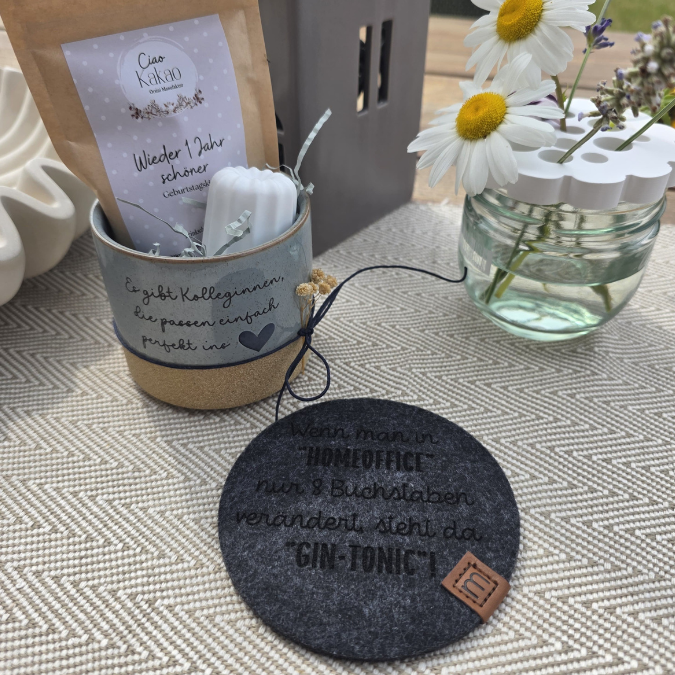 Ciao
Kakao
Wieder 1 Jahr
schöner
Es gibt Kolleginnen,
die passen einfach
perfekt ins
Wenn man in
"HOMEOFFICE"
nur 8 Buchstaben
verändert, steht da
"GIN-TONIC"!
m